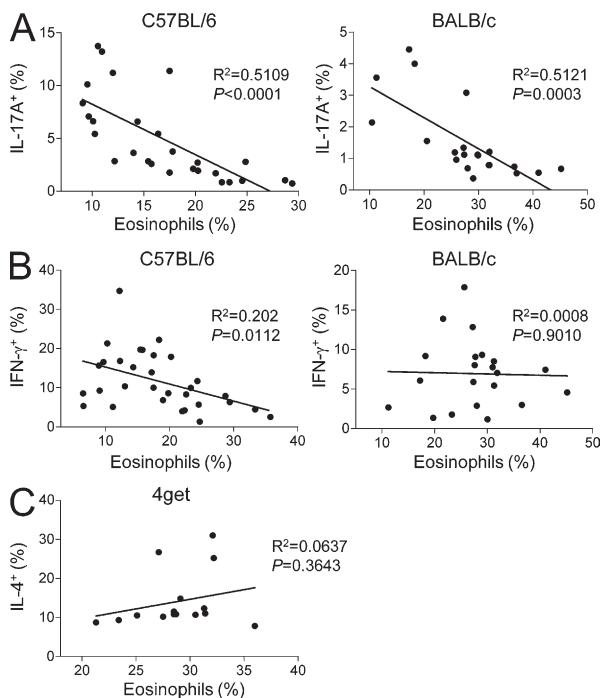 A
C57BL/6
BALB/c
IL-17A⁺ (%)
15
10
5
0
R²=0.5109
P<0.0001
10
15
20
25
30
Eosinophils (%)
IL-17A⁺ (%)
5
4
3
2
1
0
R²=0.5121
P=0.0003
10
20
30
40
50
Eosinophils (%)
B
C57BL/6
BALB/c
IFN-γ⁺ (%)
40
30
20
10
0
R²=0.202
P=0.0112
0
10
20
30
40
Eosinophils (%)
IFN-γ⁺ (%)
20
15
10
5
0
R²=0.0008
P=0.9010
10
20
30
40
50
Eosinophils (%)
C
4get
IL-4⁺ (%)
40
30
20
10
0
R²=0.0637
P=0.3643
20
25
30
35
40
Eosinophils (%)